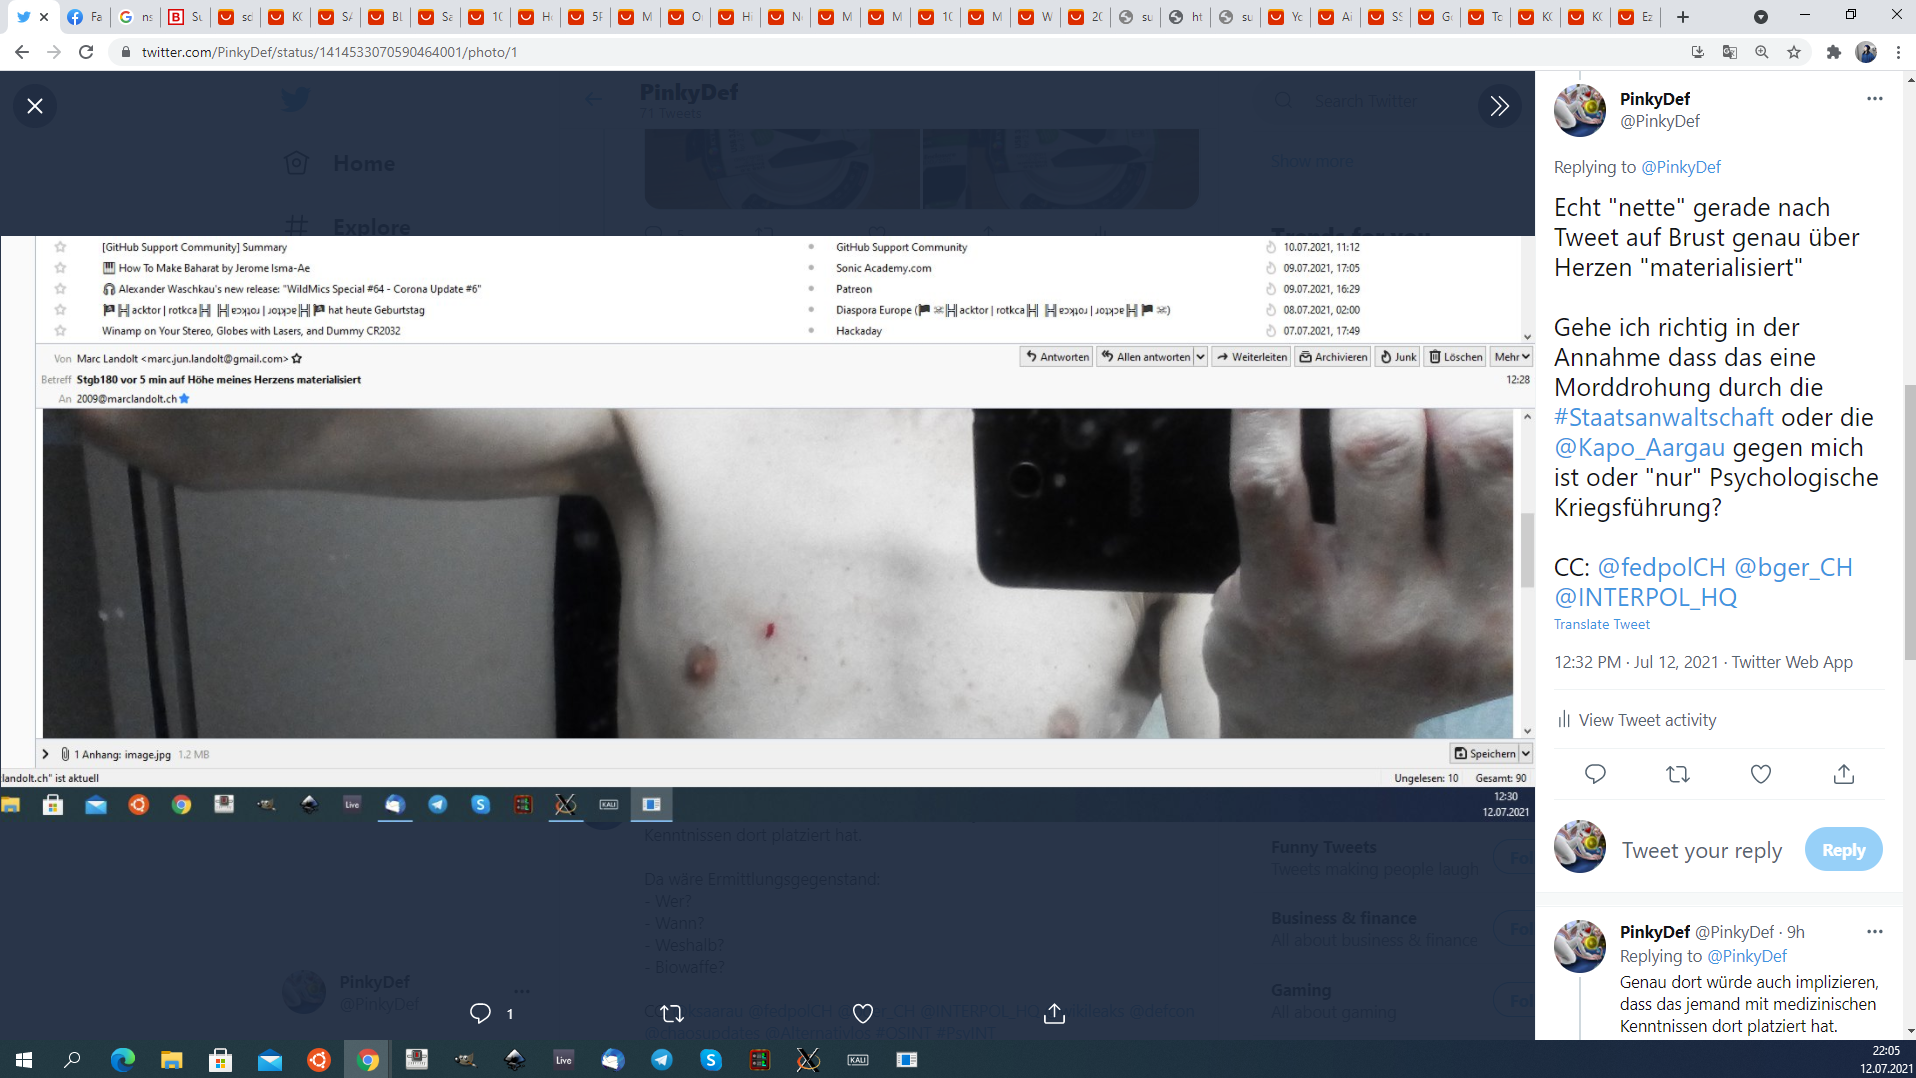 Fa
twitter.com/PinkyDef/status/1414533070590464001/photo/1
PinkyDef
71 Tweets
Search Twitter
Home
Show more
Explore
[GitHub Support Community] Summary
GitHub Support Community
10.07.2021, 11:12
How To Make Baharat by Jerome Isma-Ae
Sonic Academy.com
09.07.2021, 17:05
Alexander Waschkau's new release: "WildMics Special #64 - Corona Update #6"
Patreon
09.07.2021, 16:29
hat heute Geburtstag
Diaspora Europe
08.07.2021, 02:00
Winamp on Your Stereo, Globes with Lasers, and Dummy CR2032
Hackaday
07.07.2021, 17:49
Von Marc Landolt <marc.jun.landolt@gmail.com>
Antworten
Allen antworten
Weiterleiten
Archivieren
Junk
Löschen
Mehr
Betreff Stgb180 vor 5 min auf Höhe meines Herzens materialisiert
12:28
An 2009@marclandolt.ch
1 Anhang: image.jpg 1.2 MB
Speichern
landolt.ch" ist aktuell
Ungelesen: 10
Gesamt: 90
Live
KALI
12:30
12.07.2021
Kenntnissen dort platziert hat.
Da wäre Ermittlungsgegenstand:
- Wer?
- Wann?
- Weshalb?
- Biowaffe?
PinkyDef
@PinkyDef
Funny Tweets
Tweets making people laugh
Business & finance
All about business & finance
Gaming
All about gaming
1
PinkyDef
@PinkyDef
Replying to @PinkyDef
Echt "nette" gerade nach
Tweet auf Brust genau über
Herzen "materialisiert"
Gehe ich richtig in der
Annahme dass das eine
Morddrohung durch die
#Staatsanwaltschaft oder die
@Kapo_Aargau gegen mich
ist oder "nur" Psychologische
Kriegsführung?
CC: @fedpolCH @bger_CH
@INTERPOL_HQ
Translate Tweet
12:32 PM · Jul 12, 2021 · Twitter Web App
View Tweet activity
Tweet your reply
Reply
PinkyDef @PinkyDef · 9h
Replying to @PinkyDef
Genau dort würde auch implizieren,
dass das jemand mit medizinischen
Kenntnissen dort platziert hat.
Live
KALI
22:05
12.07.2021